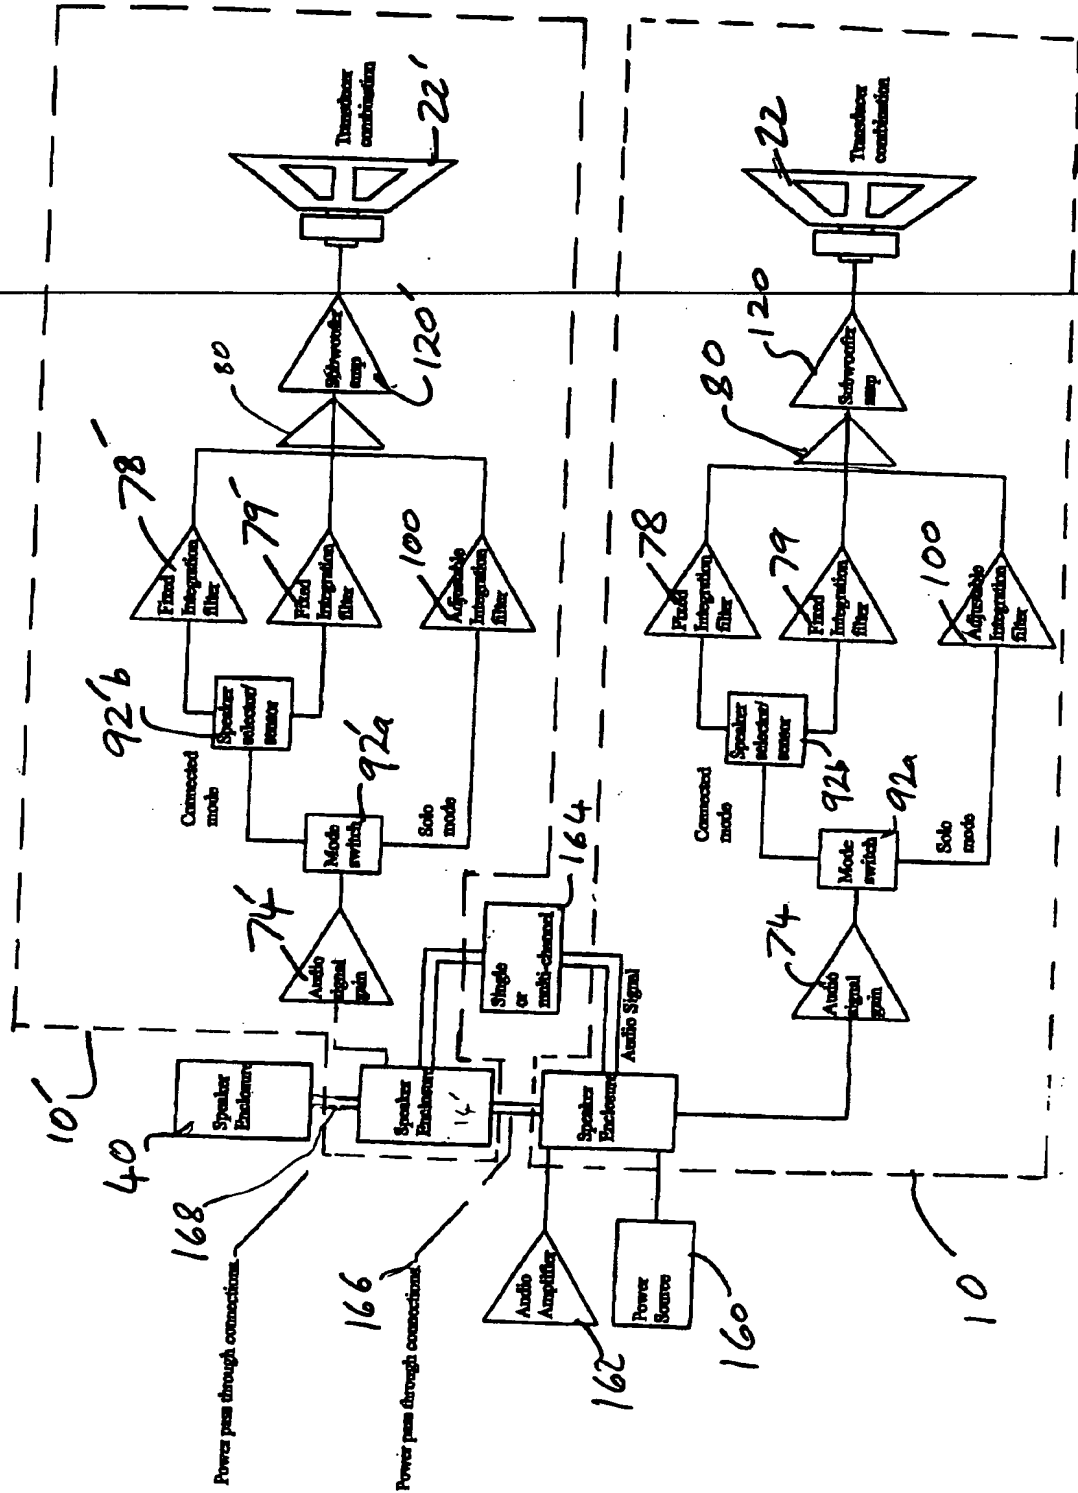 Transducer
combination
22'
Subwoofer
amp
120'
80
78'
Fixed
Integration
filter
79'
Fixed
Integration
filter
100
Adjustable
Integration
filter
92'b
Speaker
selector/
sensor
Connected
mode
92'a
Mode
switch
Solo
mode
74'
Audio
signal
gain
164
Single
or
multi-channel
Audio Signal
10'
40
Speaker
Enclosure
168
Power pass through connections
Speaker
Enclosure
14'
166
Power pass through connections
Speaker
Enclosure
Audio
Amplifier
162
Power
Source
160
10
Transducer
combination
22
Subwoofer
amp
120
80
78
Fixed
Integration
filter
79
Fixed
Integration
filter
100
Adjustable
Integration
filter
Speaker
selector/
sensor
92b
Connected
mode
92a
Mode
switch
Solo
mode
74
Audio
signal
gain